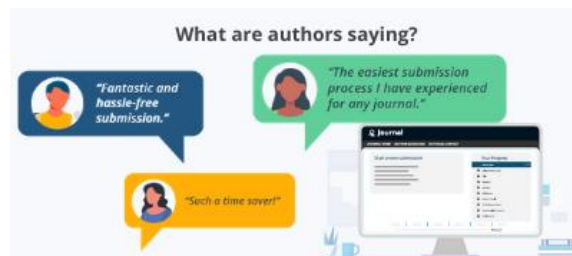 What are authors saying?
"Fantastic and
hassle-free
submission."
"The easiest submission
process I have experienced
for any journal."
"Such a time saver!"
Journal